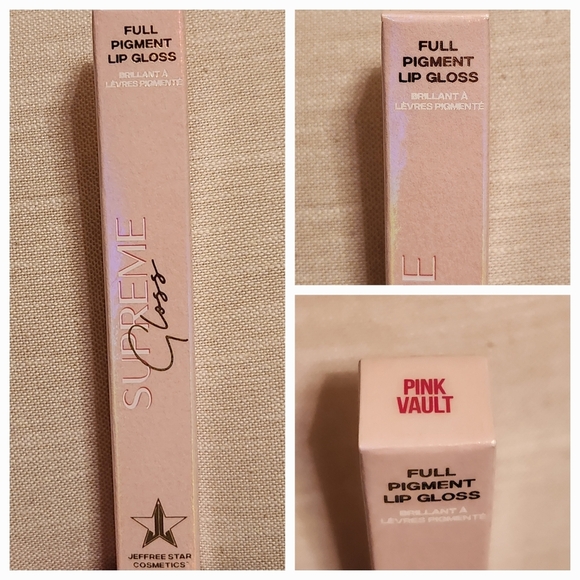 FULL
PIGMENT
LIP GLOSS
BRILLANT À
LÈVRES PIGMENTÉ
SUPREME
Gloss
JEFFREE STAR
COSMETICS
FULL
PIGMENT
LIP GLOSS
BRILLANT À
LÈVRES PIGMENTÉ
E
PINK
VAULT
FULL
PIGMENT
LIP GLOSS
BRILLANT À
LÈVRES PIGMENTÉ